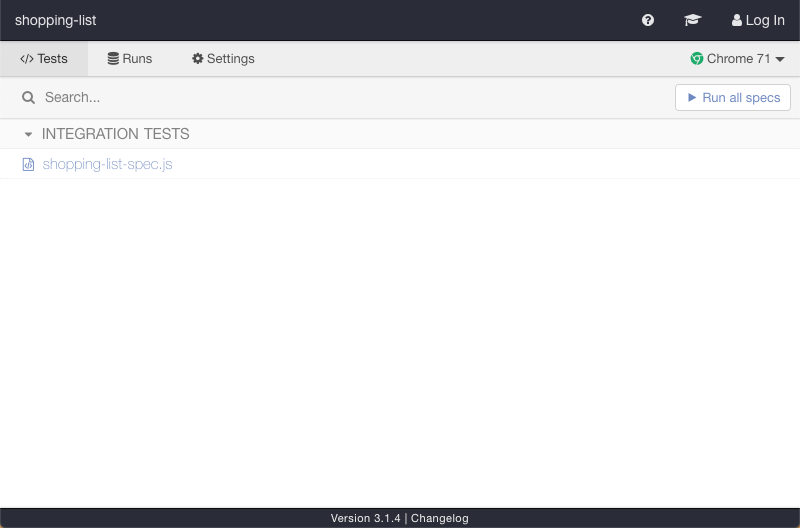 shopping-list
Log In
Tests
Runs
Settings
Chrome 71
Search...
Run all specs
INTEGRATION TESTS
shopping-list-spec.js
Version 3.1.4 | Changelog